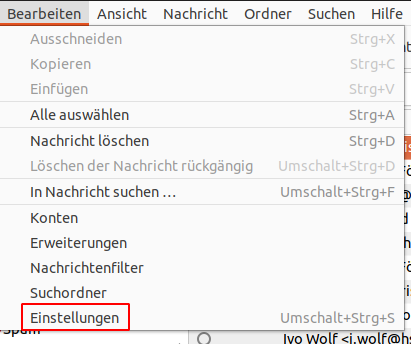 Bearbeiten Ansicht Nachricht Ordner Suchen Hilfe
Ausschneiden Strg+X
Kopieren Strg+C
Einfügen Strg+V
Alle auswählen Strg+A
Nachricht löschen Strg+D
Löschen der Nachricht rückgängig Umschalt+Strg+D
In Nachricht suchen … Umschalt+Strg+F
Konten
Erweiterungen
Nachrichtenfilter
Suchordner
Einstellungen Umschalt+Strg+S
Ivo Wolf <i.wolf@hs